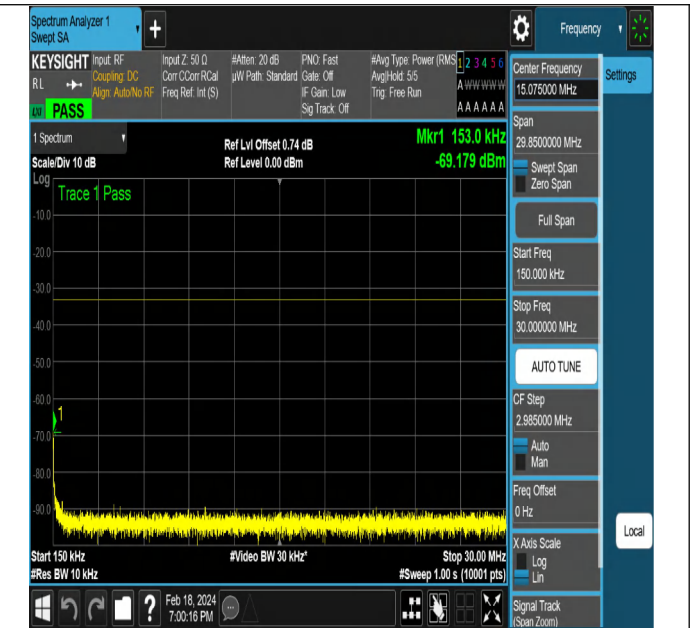 Spectrum Analyzer 1
Swept SA
+
Frequency
KEYSIGHT
RL
PASS
Input: RF
Coupling: DC
Align: Auto/No RF
Input Z: 50 Ω
Corr CCorr RCal
Freq Ref: Int (S)
#Atten: 20 dB
µW Path: Standard
PNO: Fast
Gate: Off
IF Gain: Low
Sig Track: Off
#Avg Type: Power (RMS
Avg|Hold: 5/5
Trig: Free Run
1 2 3 4 5 6
A W W W W W
A A A A A A
1 Spectrum
Scale/Div 10 dB
Log
Ref Lvl Offset 0.74 dB
Ref Level 0.00 dBm
Mkr1 153.0 kHz
-69.179 dBm
Trace 1 Pass
-10.0
-20.0
-30.0
-40.0
-50.0
-60.0
1
-70.0
-80.0
-90.0
Start 150 kHz
#Video BW 30 kHz*
Stop 30.00 MHz
#Res BW 10 kHz
#Sweep 1.00 s (10001 pts)
?
Feb 18, 2024
7:00:16 PM
Center Frequency
15.075000 MHz
Settings
Span
29.8500000 MHz
Swept Span
Zero Span
Full Span
Start Freq
150.000 kHz
Stop Freq
30.000000 MHz
AUTO TUNE
CF Step
2.985000 MHz
Auto
Man
Freq Offset
0 Hz
Local
X Axis Scale
Log
Lin
Signal Track
(Span Zoom)